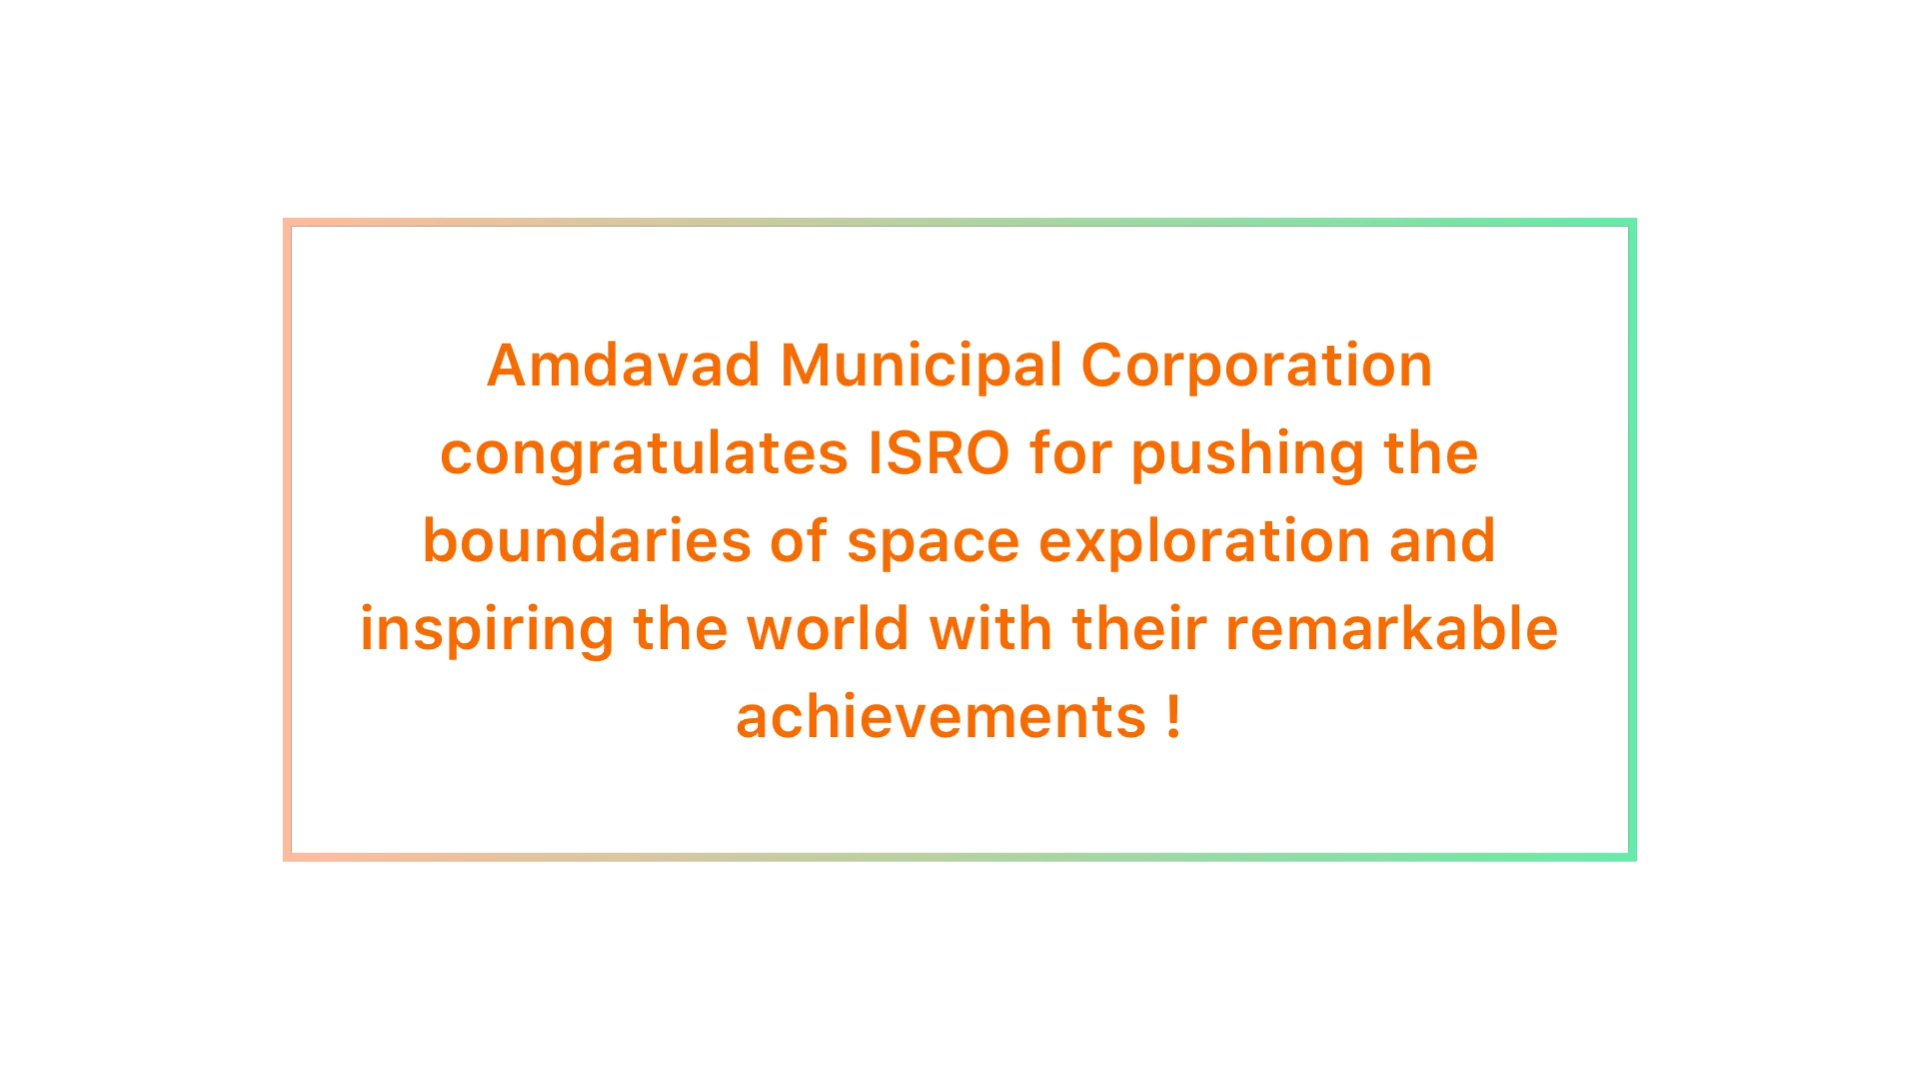 Amdavad Municipal Corporation
congratulates ISRO for pushing the
boundaries of space exploration and
inspiring the world with their remarkable
achievements !